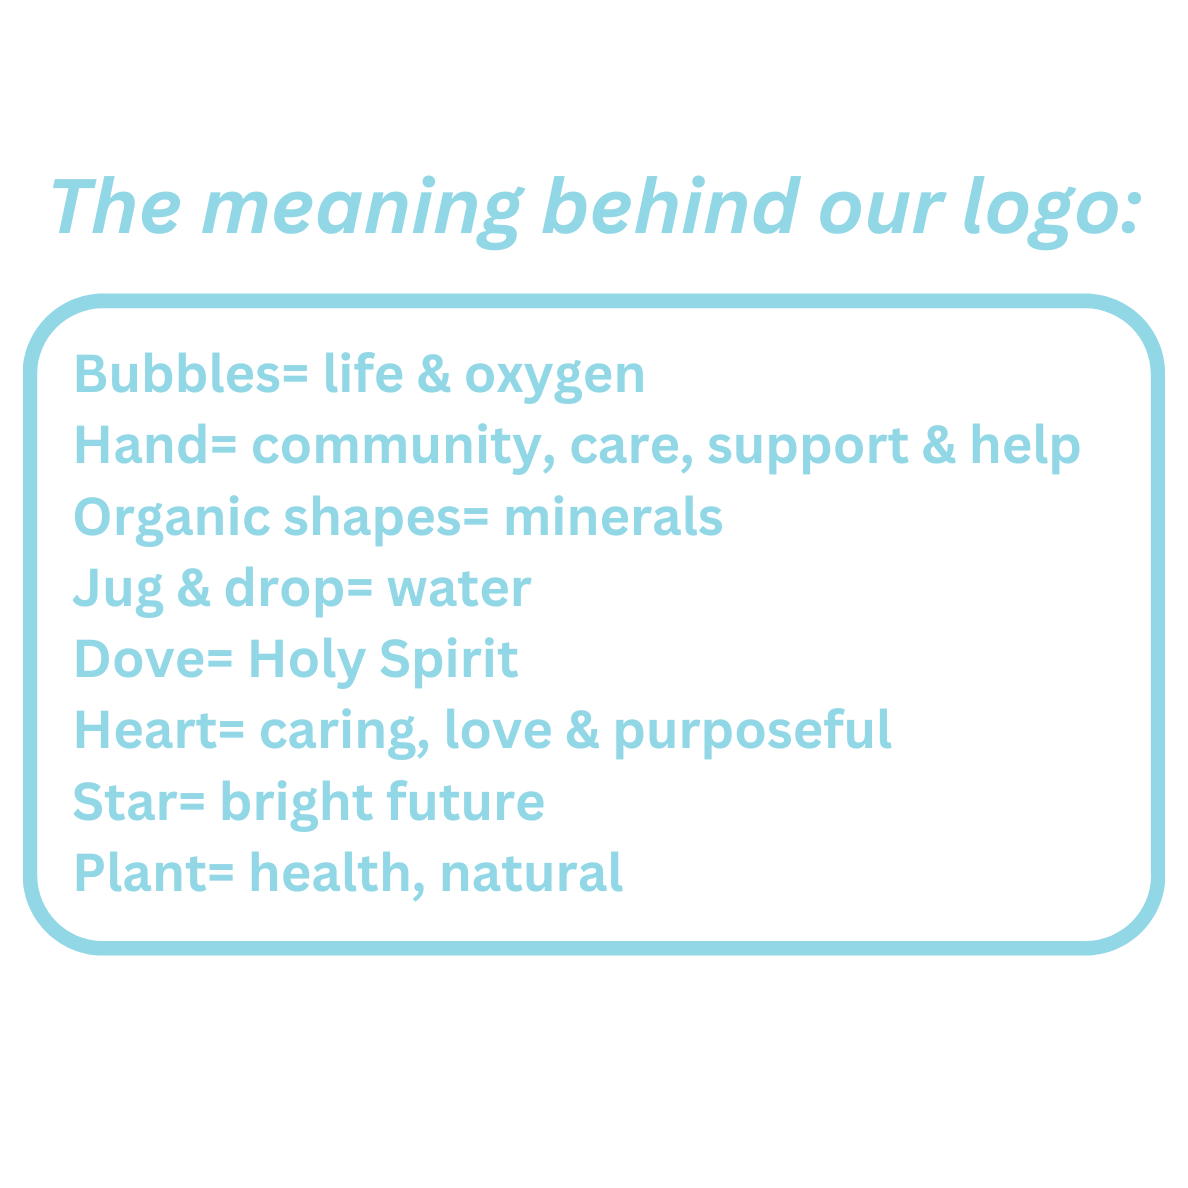 The meaning behind our logo:
Bubbles= life & oxygen
Hand= community, care, support & help
Organic shapes= minerals
Jug & drop= water
Dove= Holy Spirit
Heart= caring, love & purposeful
Star= bright future
Plant= health, natural